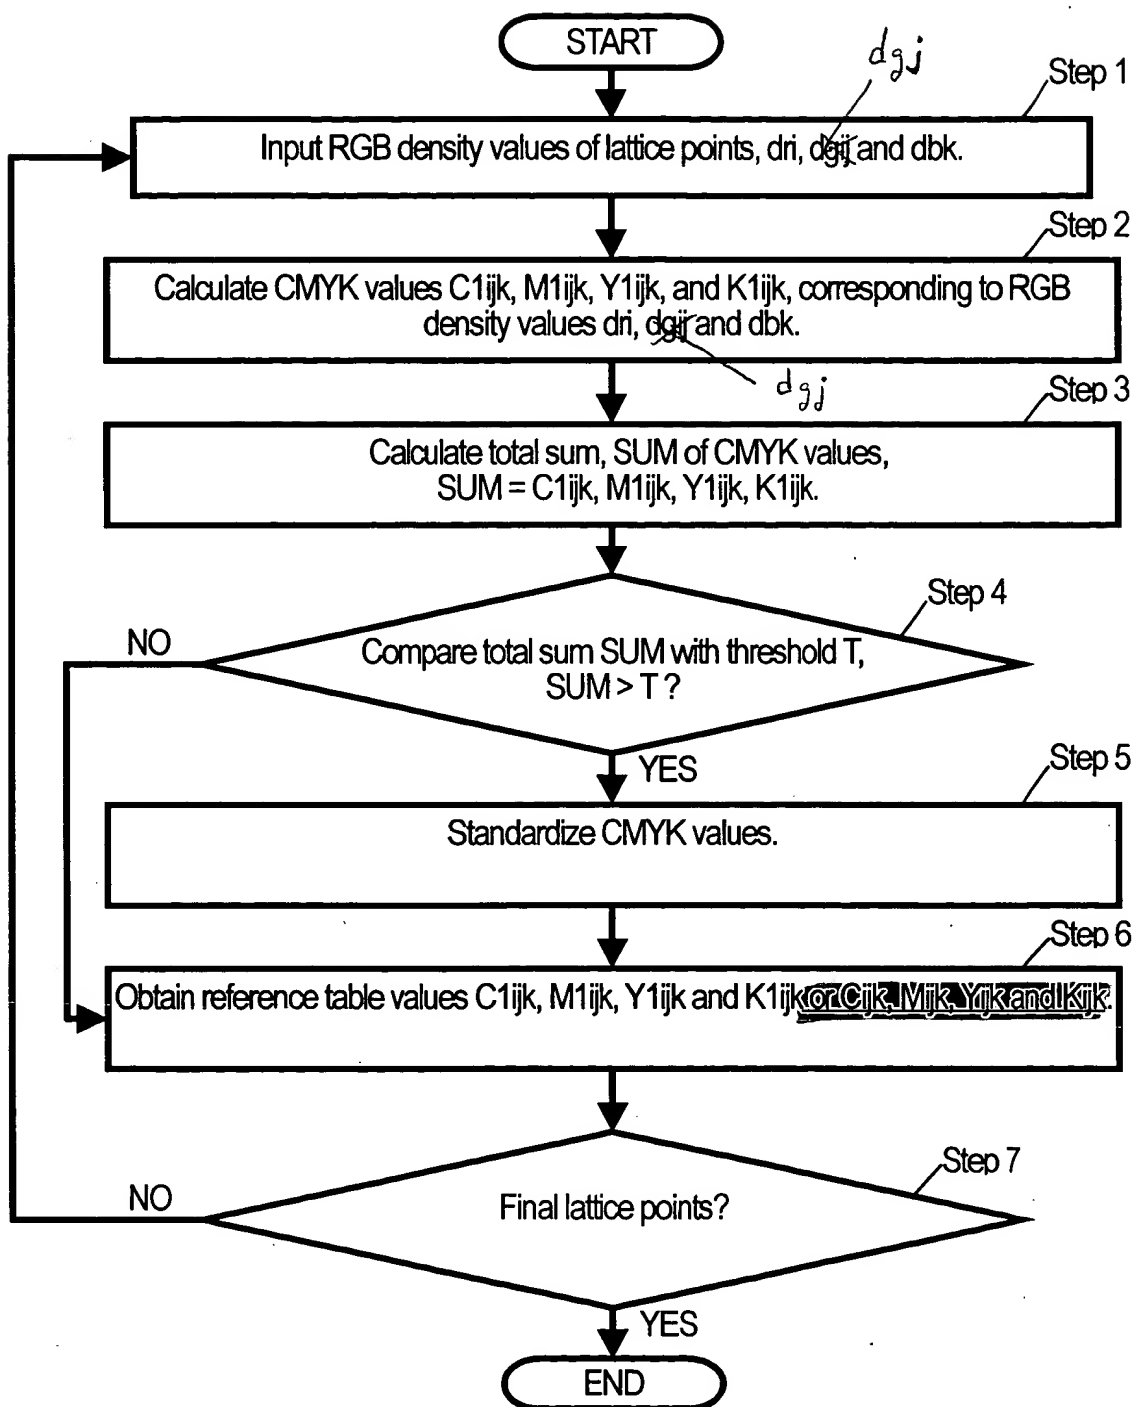 START
dgj
Step 1
Input RGB density values of lattice points, dri, dgij and dbk.
Step 2
Calculate CMYK values C1ijk, M1ijk, Y1ijk, and K1ijk, corresponding to RGB
density values dri, dgij and dbk.
dgj
Step 3
Calculate total sum, SUM of CMYK values,
SUM = C1ijk, M1ijk, Y1ijk, K1ijk.
Step 4
NO
Compare total sum SUM with threshold T,
SUM > T ?
YES
Step 5
Standardize CMYK values.
Step 6
Obtain reference table values C1ijk, M1ijk, Y1ijk and K1ijk or Cijk, Mijk, Yijk and Kijk.
Step 7
NO
Final lattice points?
YES
END